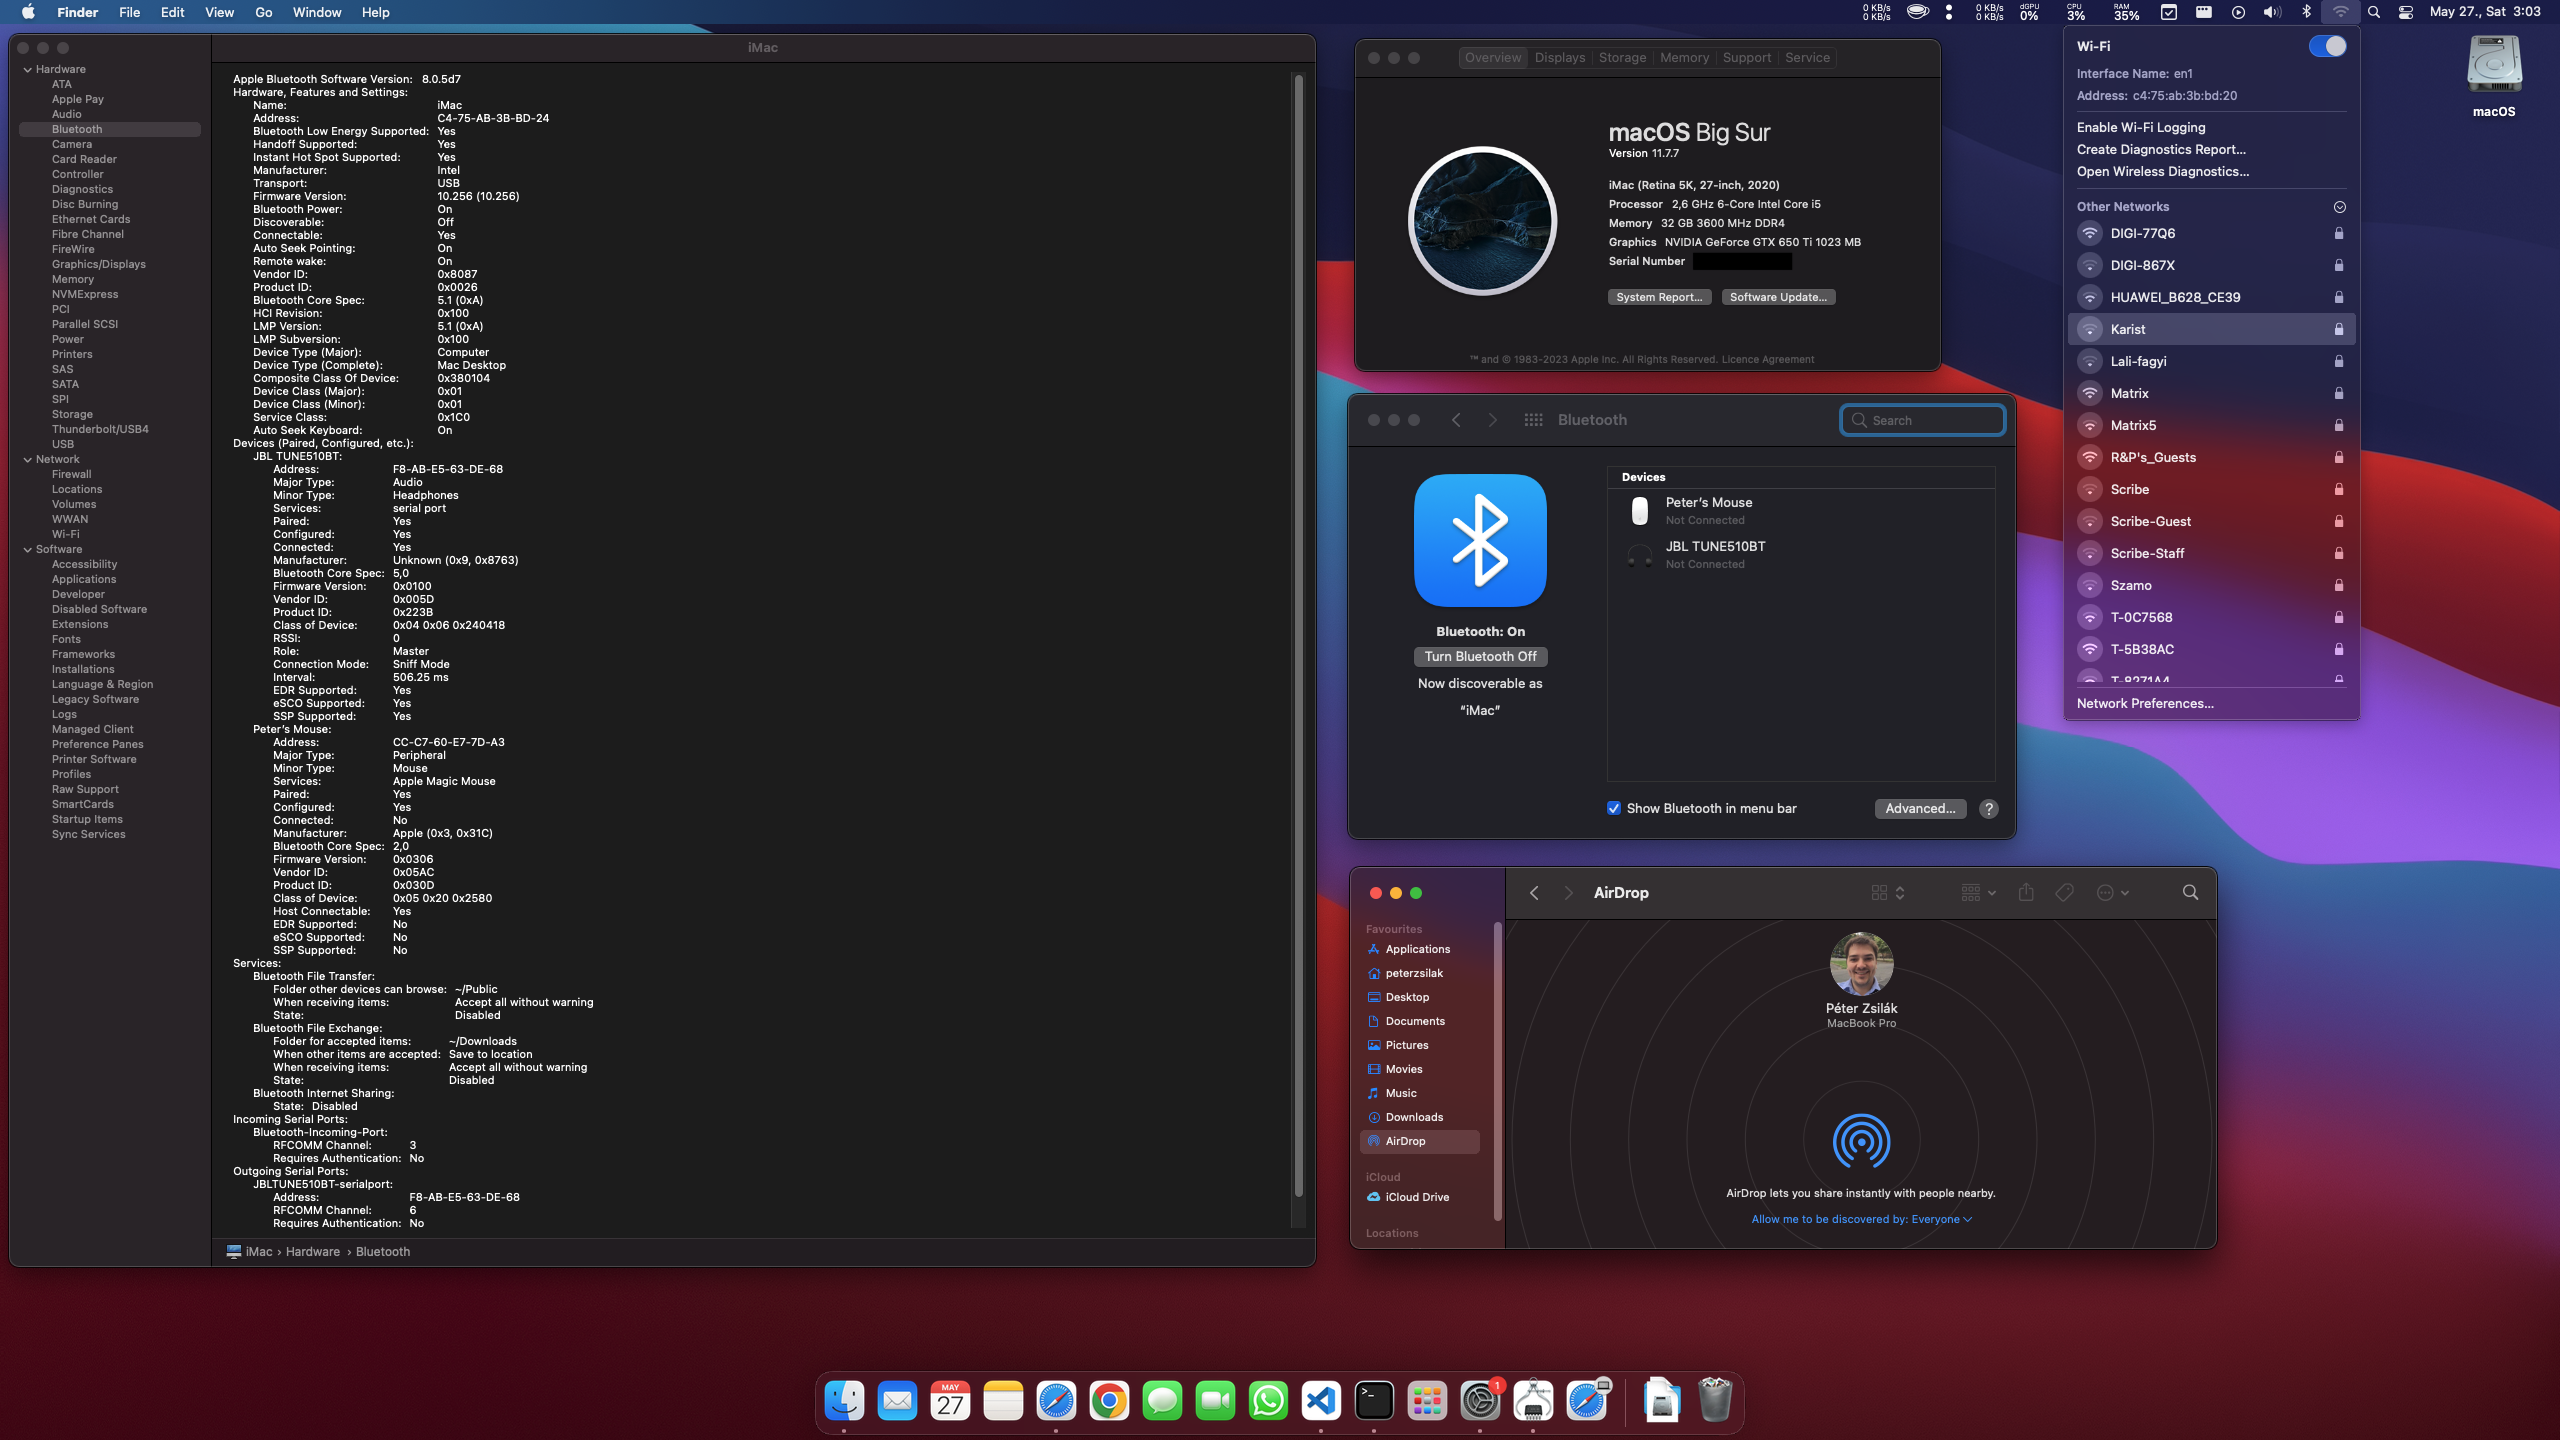 Finder File Edit View Go Window Help
0 KB/s
0 KB/s
0 KB/s
0 KB/s
dGPU
0%
CPU
3%
RAM
35%
May 27., Sat 3:03
iMac
Hardware
ATA
Apple Pay
Audio
Bluetooth
Camera
Card Reader
Controller
Diagnostics
Disc Burning
Ethernet Cards
Fibre Channel
FireWire
Graphics/Displays
Memory
NVMExpress
PCI
Parallel SCSI
Power
Printers
SAS
SATA
SPI
Storage
Thunderbolt/USB4
USB
Network
Firewall
Locations
Volumes
WWAN
Wi-Fi
Software
Accessibility
Applications
Developer
Disabled Software
Extensions
Fonts
Frameworks
Installations
Language & Region
Legacy Software
Logs
Managed Client
Preference Panes
Printer Software
Profiles
Raw Support
SmartCards
Startup Items
Sync Services
Apple Bluetooth Software Version: 8.0.5d7
Hardware, Features and Settings:
Name: iMac
Address: C4-75-AB-3B-BD-24
Bluetooth Low Energy Supported: Yes
Handoff Supported: Yes
Instant Hot Spot Supported: Yes
Manufacturer: Intel
Transport: USB
Firmware Version: 10.256 (10.256)
Bluetooth Power: On
Discoverable: Off
Connectable: Yes
Auto Seek Pointing: On
Remote wake: On
Vendor ID: 0x8087
Product ID: 0x0026
Bluetooth Core Spec: 5.1 (0xA)
HCI Revision: 0x100
LMP Version: 5.1 (0xA)
LMP Subversion: 0x100
Device Type (Major): Computer
Device Type (Complete): Mac Desktop
Composite Class Of Device: 0x380104
Device Class (Major): 0x01
Device Class (Minor): 0x01
Service Class: 0x1C0
Auto Seek Keyboard: On
Devices (Paired, Configured, etc.):
JBL TUNE510BT:
Address: F8-AB-E5-63-DE-68
Major Type: Audio
Minor Type: Headphones
Services: serial port
Paired: Yes
Configured: Yes
Connected: Yes
Manufacturer: Unknown (0x9, 0x8763)
Bluetooth Core Spec: 5,0
Firmware Version: 0x0100
Vendor ID: 0x005D
Product ID: 0x223B
Class of Device: 0x04 0x06 0x240418
RSSI: 0
Role: Master
Connection Mode: Sniff Mode
Interval: 506.25 ms
EDR Supported: Yes
eSCO Supported: Yes
SSP Supported: Yes
Peter's Mouse:
Address: CC-C7-60-E7-7D-A3
Major Type: Peripheral
Minor Type: Mouse
Services: Apple Magic Mouse
Paired: Yes
Configured: Yes
Connected: No
Manufacturer: Apple (0x3, 0x31C)
Bluetooth Core Spec: 2,0
Firmware Version: 0x0306
Vendor ID: 0x05AC
Product ID: 0x030D
Class of Device: 0x05 0x20 0x2580
Host Connectable: Yes
EDR Supported: No
eSCO Supported: No
SSP Supported: No
Services:
Bluetooth File Transfer:
Folder other devices can browse: ~/Public
When receiving items: Accept all without warning
State: Disabled
Bluetooth File Exchange:
Folder for accepted items: ~/Downloads
When other items are accepted: Save to location
When receiving items: Accept all without warning
State: Disabled
Bluetooth Internet Sharing:
State: Disabled
Incoming Serial Ports:
Bluetooth-Incoming-Port:
RFCOMM Channel: 3
Requires Authentication: No
Outgoing Serial Ports:
JBLTUNE510BT-serialport:
Address: F8-AB-E5-63-DE-68
RFCOMM Channel: 6
Requires Authentication: No
iMac › Hardware › Bluetooth
Overview Displays Storage Memory Support Service
macOS Big Sur
Version 11.7.7
iMac (Retina 5K, 27-inch, 2020)
Processor 2,6 GHz 6-Core Intel Core i5
Memory 32 GB 3600 MHz DDR4
Graphics NVIDIA GeForce GTX 650 Ti 1023 MB
Serial Number
System Report... Software Update...
™ and © 1983-2023 Apple Inc. All Rights Reserved. Licence Agreement
Bluetooth
Search
Bluetooth: On
Turn Bluetooth Off
Now discoverable as
“iMac”
Devices
Peter's Mouse
Not Connected
JBL TUNE510BT
Not Connected
Show Bluetooth in menu bar
Advanced...
?
AirDrop
Favourites
Applications
peterzsilak
Desktop
Documents
Pictures
Movies
Music
Downloads
AirDrop
iCloud
iCloud Drive
Locations
Péter Zsilák
MacBook Pro
AirDrop lets you share instantly with people nearby.
Allow me to be discovered by: Everyone
Wi-Fi
Interface Name: en1
Address: c4:75:ab:3b:bd:20
Enable Wi-Fi Logging
Create Diagnostics Report...
Open Wireless Diagnostics...
Other Networks
DIGI-77Q6
DIGI-867X
HUAWEI_B628_CE39
Karist
Lali-fagyi
Matrix
Matrix5
R&P's_Guests
Scribe
Scribe-Guest
Scribe-Staff
Szamo
T-0C7568
T-5B38AC
T-8271A4
Network Preferences...
macOS
MAY
27
1